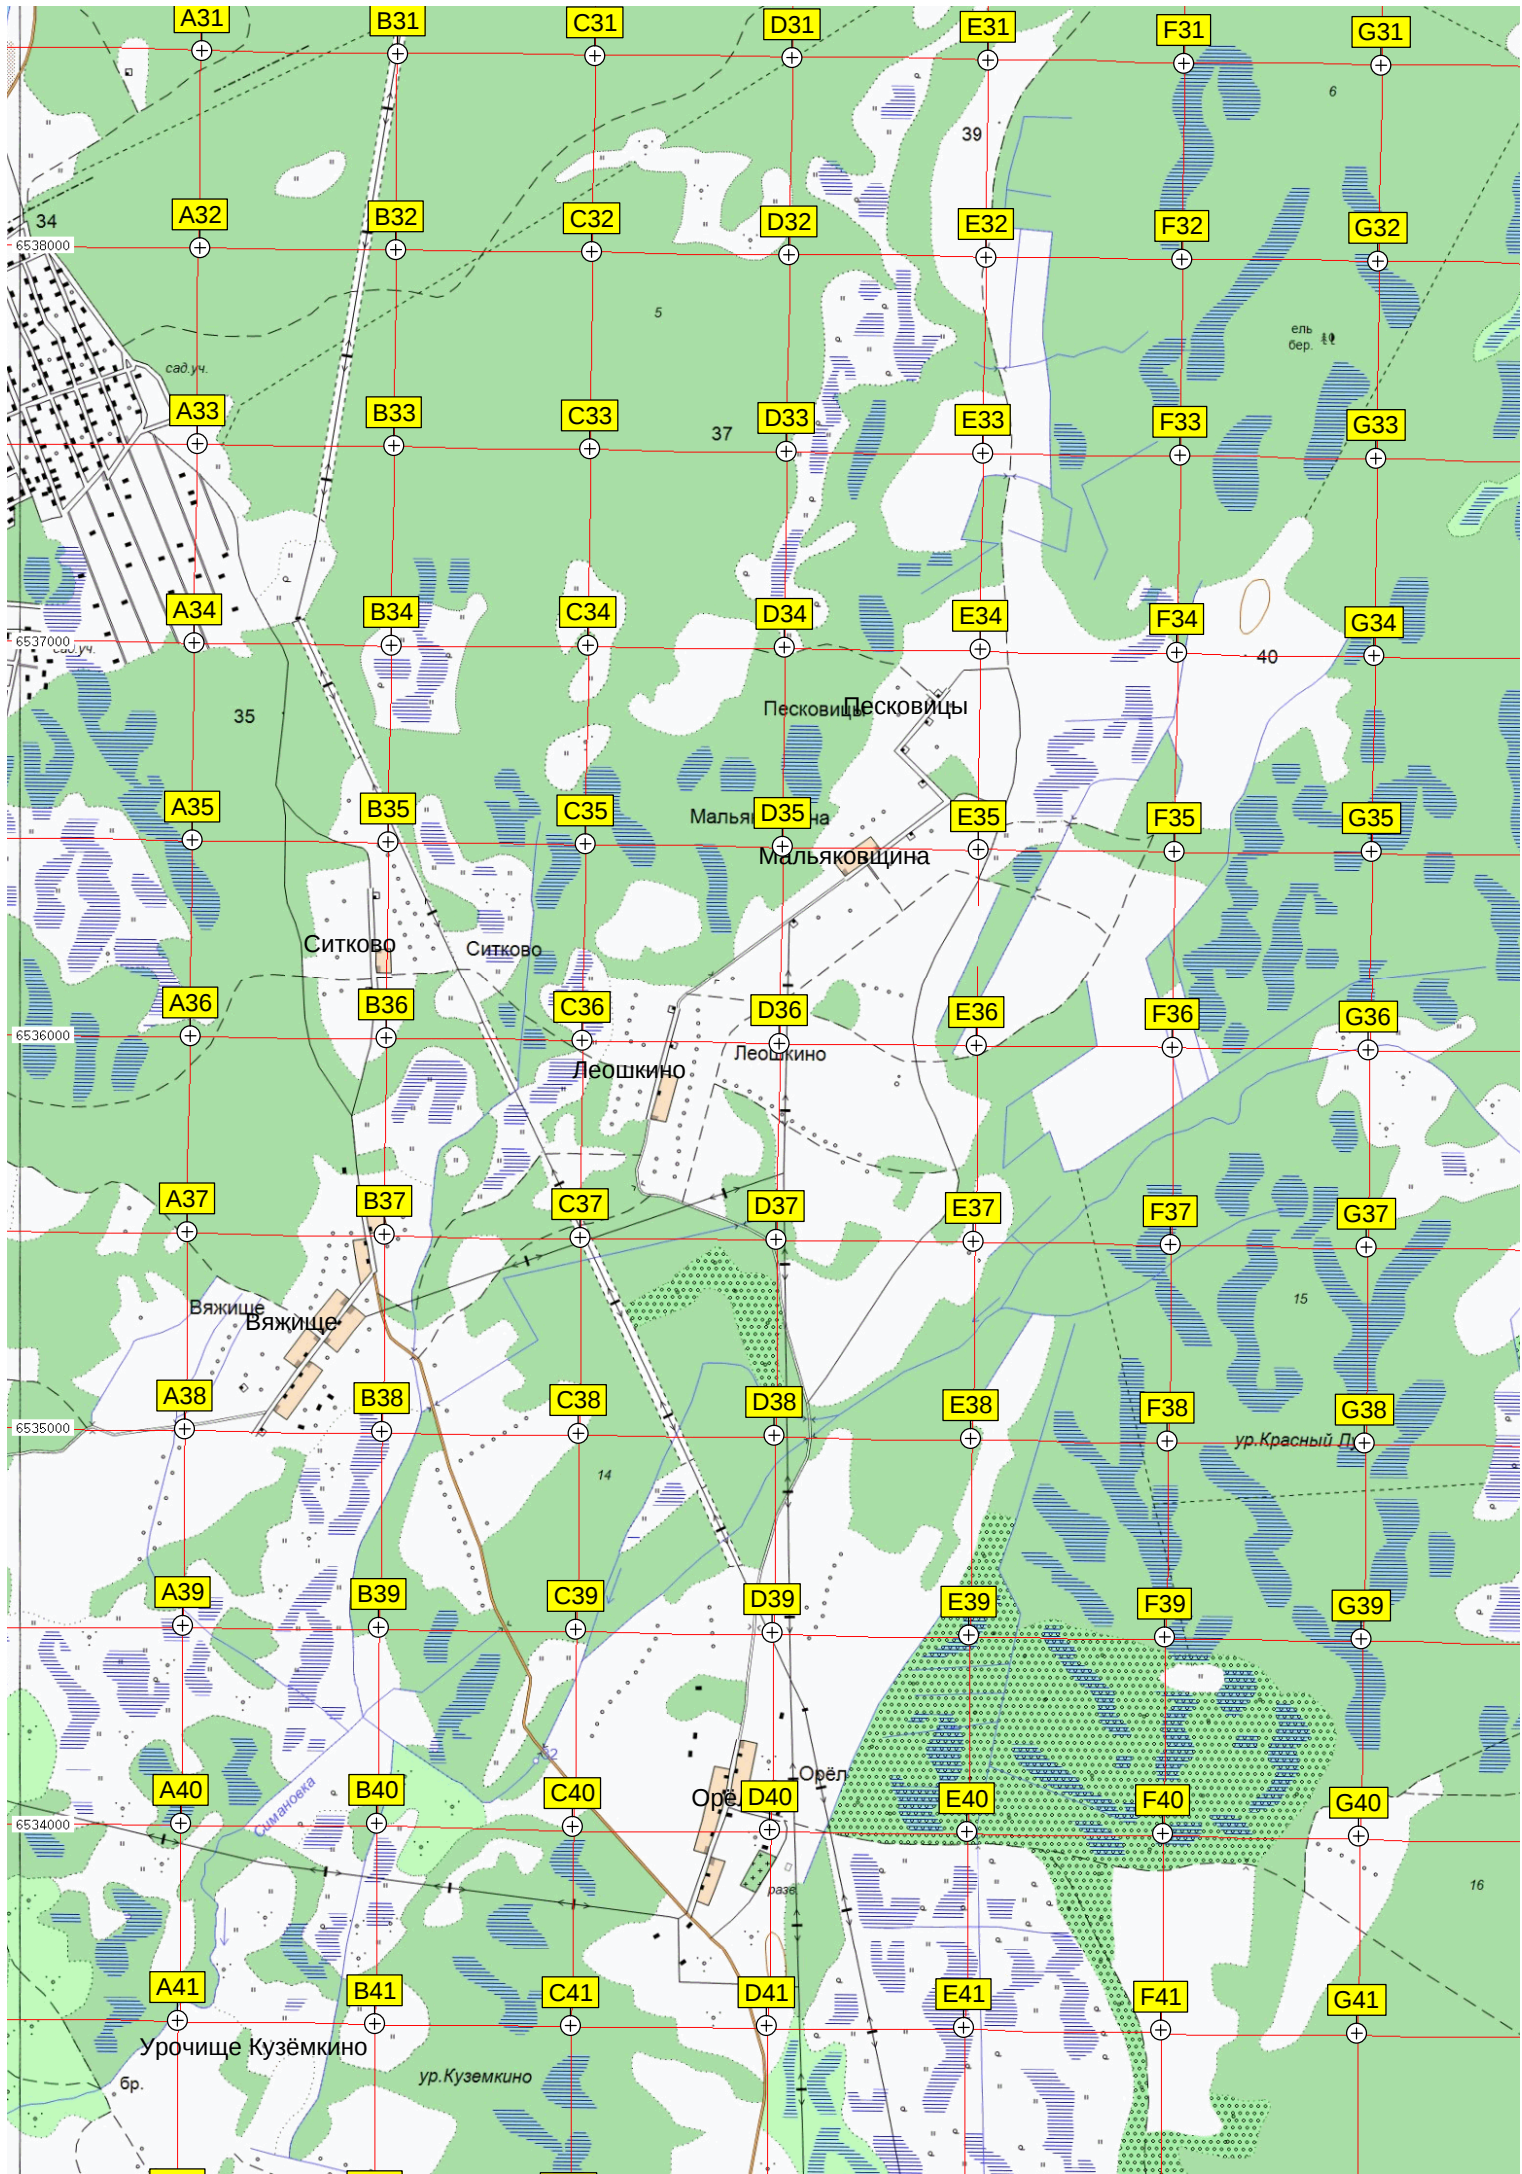 A31 B31 C31 D31 E31 F31 G31
6
39
34
A32 B32 C32 D32 E32 F32 G32
6538000
5
ель
бер.
сад.уч.
A33 B33 C33 D33 E33 F33 G33
37
A34 B34 C34 D34 E34 F34 G34
6537000
сад.уч.
40
35
Песковицы
Песковицы
A35 B35 C35 D35 E35 F35 G35
Мальяковщина
Ситково
Ситково
A36 B36 C36 D36 E36 F36 G36
6536000
Леошкино
Леошкино
A37 B37 C37 D37 E37 F37 G37
15
Вяжище
Вяжище
A38 B38 C38 D38 E38 F38 G38
6535000
ур.Красный
14
A39 B39 C39 D39 E39 F39 G39
Орёл
A40 B40 C40 D40 E40 F40 G40
Симановка
6534000
16
разв.
A41 B41 C41 D41 E41 F41 G41
Урочище Кузёмкино
бр.
ур.Куземкино